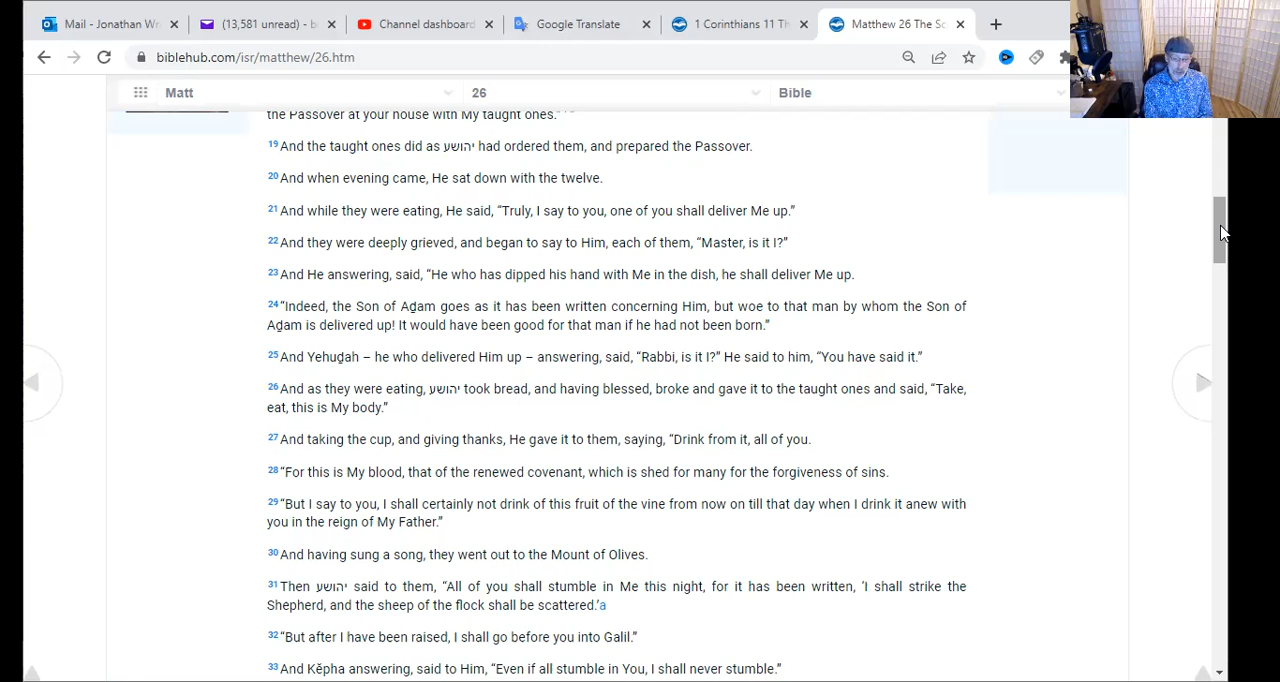 Mail - Jonathan Wr
(13,581 unread) - b
Channel dashboard
Google Translate
1 Corinthians 11 Th
Matthew 26 The Sc
biblehub.com/isr/matthew/26.htm
Matt 26 Bible
the Passover at your house with My taught ones.”
19 And the taught ones did as יהושע had ordered them, and prepared the Passover.
20 And when evening came, He sat down with the twelve.
21 And while they were eating, He said, “Truly, I say to you, one of you shall deliver Me up.”
22 And they were deeply grieved, and began to say to Him, each of them, “Master, is it I?”
23 And He answering, said, “He who has dipped his hand with Me in the dish, he shall deliver Me up.
24 “Indeed, the Son of Aḏam goes as it has been written concerning Him, but woe to that man by whom the Son of
Aḏam is delivered up! It would have been good for that man if he had not been born.”
25 And Yehuḏah – he who delivered Him up – answering, said, “Rabbi, is it I?” He said to him, “You have said it.”
26 And as they were eating, יהושע took bread, and having blessed, broke and gave it to the taught ones and said, “Take,
eat, this is My body.”
27 And taking the cup, and giving thanks, He gave it to them, saying, “Drink from it, all of you.
28 “For this is My blood, that of the renewed covenant, which is shed for many for the forgiveness of sins.
29 “But I say to you, I shall certainly not drink of this fruit of the vine from now on till that day when I drink it anew with
you in the reign of My Father.”
30 And having sung a song, they went out to the Mount of Olives.
31 Then יהושע said to them, “All of you shall stumble in Me this night, for it has been written, ‘I shall strike the
Shepherd, and the sheep of the flock shall be scattered.’a
32 “But after I have been raised, I shall go before you into Galil.”
33 And Kĕpha answering, said to Him, “Even if all stumble in You, I shall never stumble.”